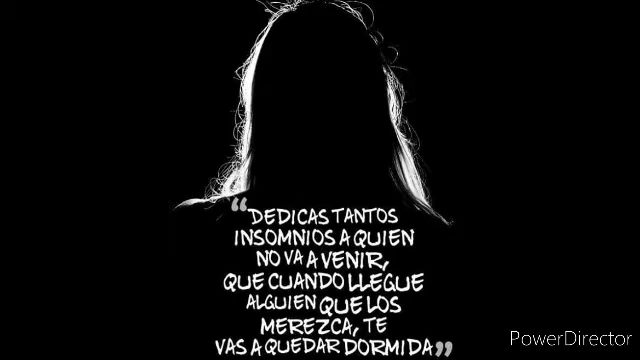 “DEDICAS TANTOS
INSOMNIOS A QUIEN
NO VA A VENIR,
QUE CUANDO LLEGUE
ALGUIEN QUE LOS
MEREZCA, TE
VAS A QUEDAR DORMIDA”
PowerDirector